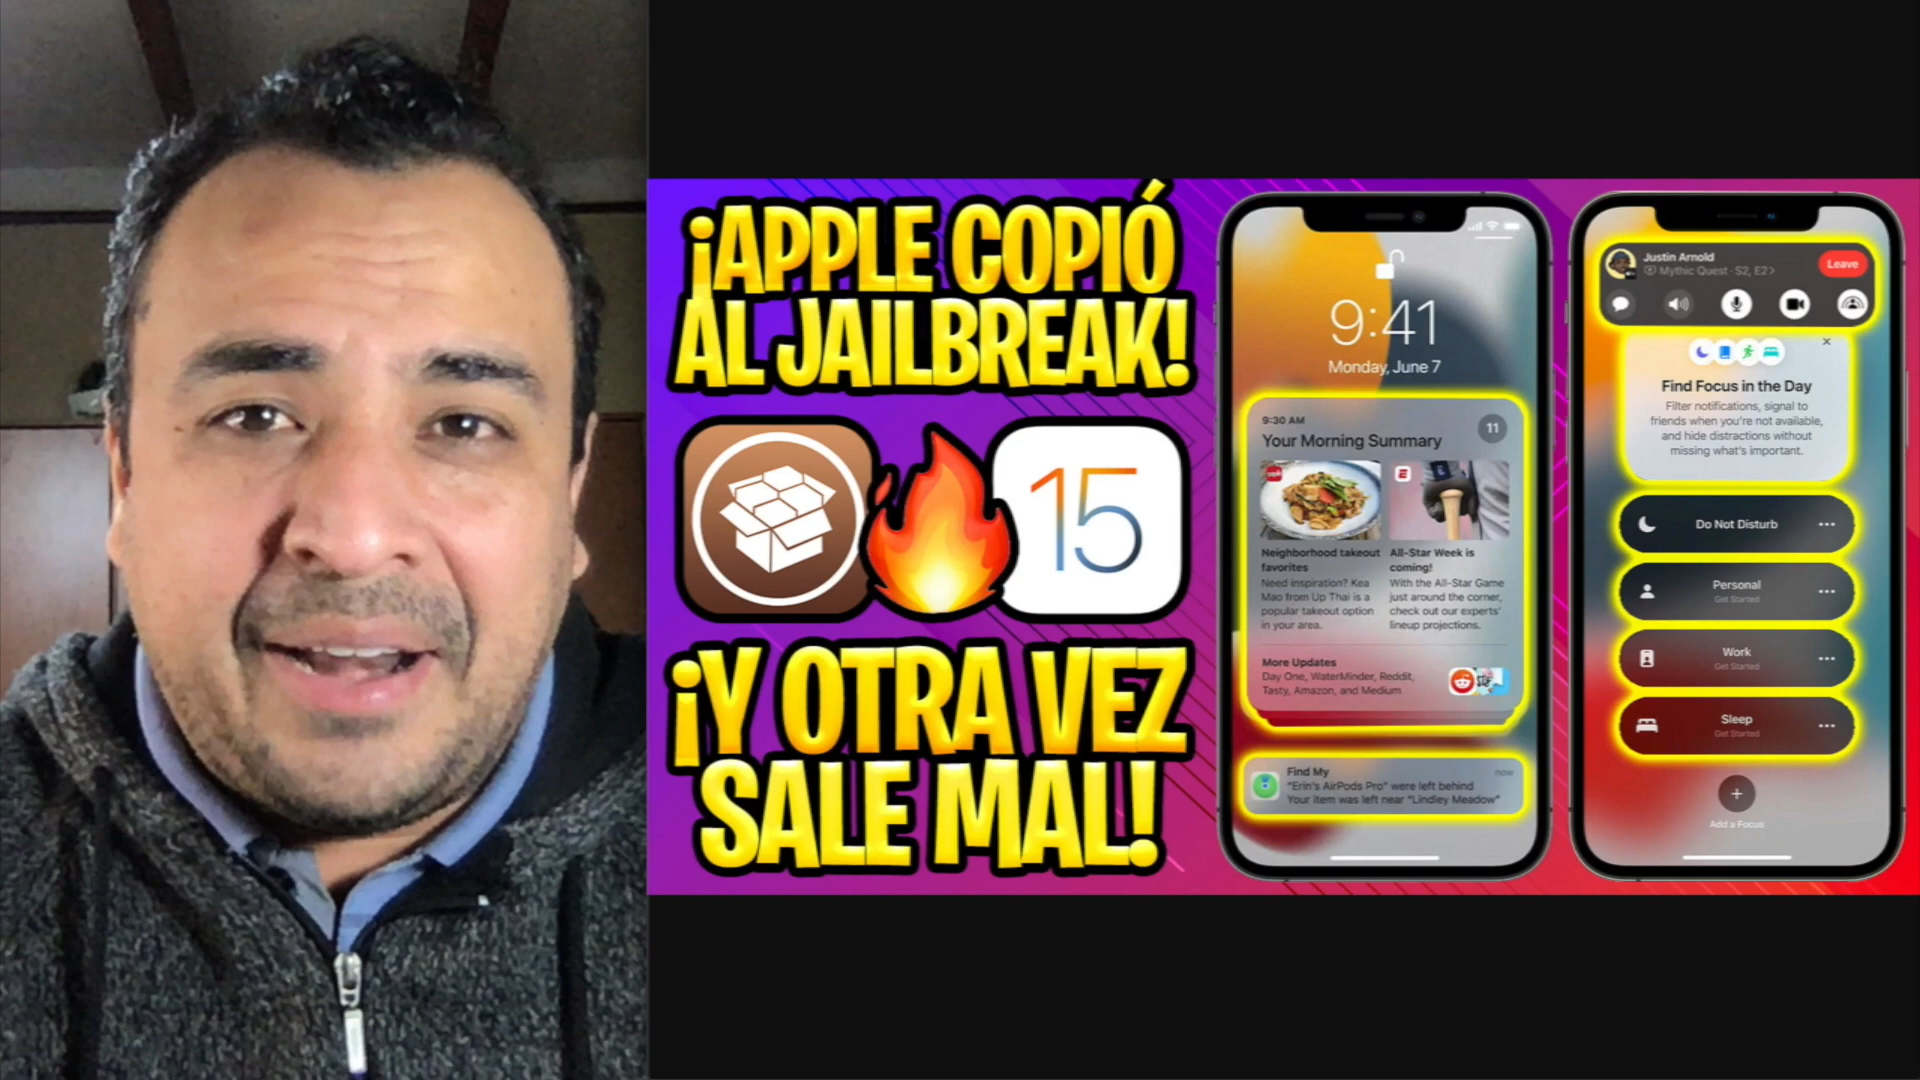 ¡APPLE COPIÓ
AL JAILBREAK!
15
¡Y OTRA VEZ
SALE MAL!
9:41
Monday, June 7
9:30 AM
Your Morning Summary
11
Neighborhood takeout
favorites
Need inspiration? Kea
Mao from Up Thai is a
popular takeout option
in your area.
All-Star Week is
coming!
With the All-Star Game
just around the corner,
check out our experts'
lineup projections.
More Updates
Day One, WaterMinder, Reddit,
Tasty, Amazon, and Medium
Find My
now
"Erin's AirPods Pro" were left behind
Your item was left near "Lindley Meadow"
Justin Arnold
Mythic Quest · S2, E2 >
Leave
Find Focus in the Day
Filter notifications, signal to
friends when you're not available,
and hide distractions without
missing what's important.
Do Not Disturb
Personal
Get Started
Work
Get Started
Sleep
Get Started
Add a Focus